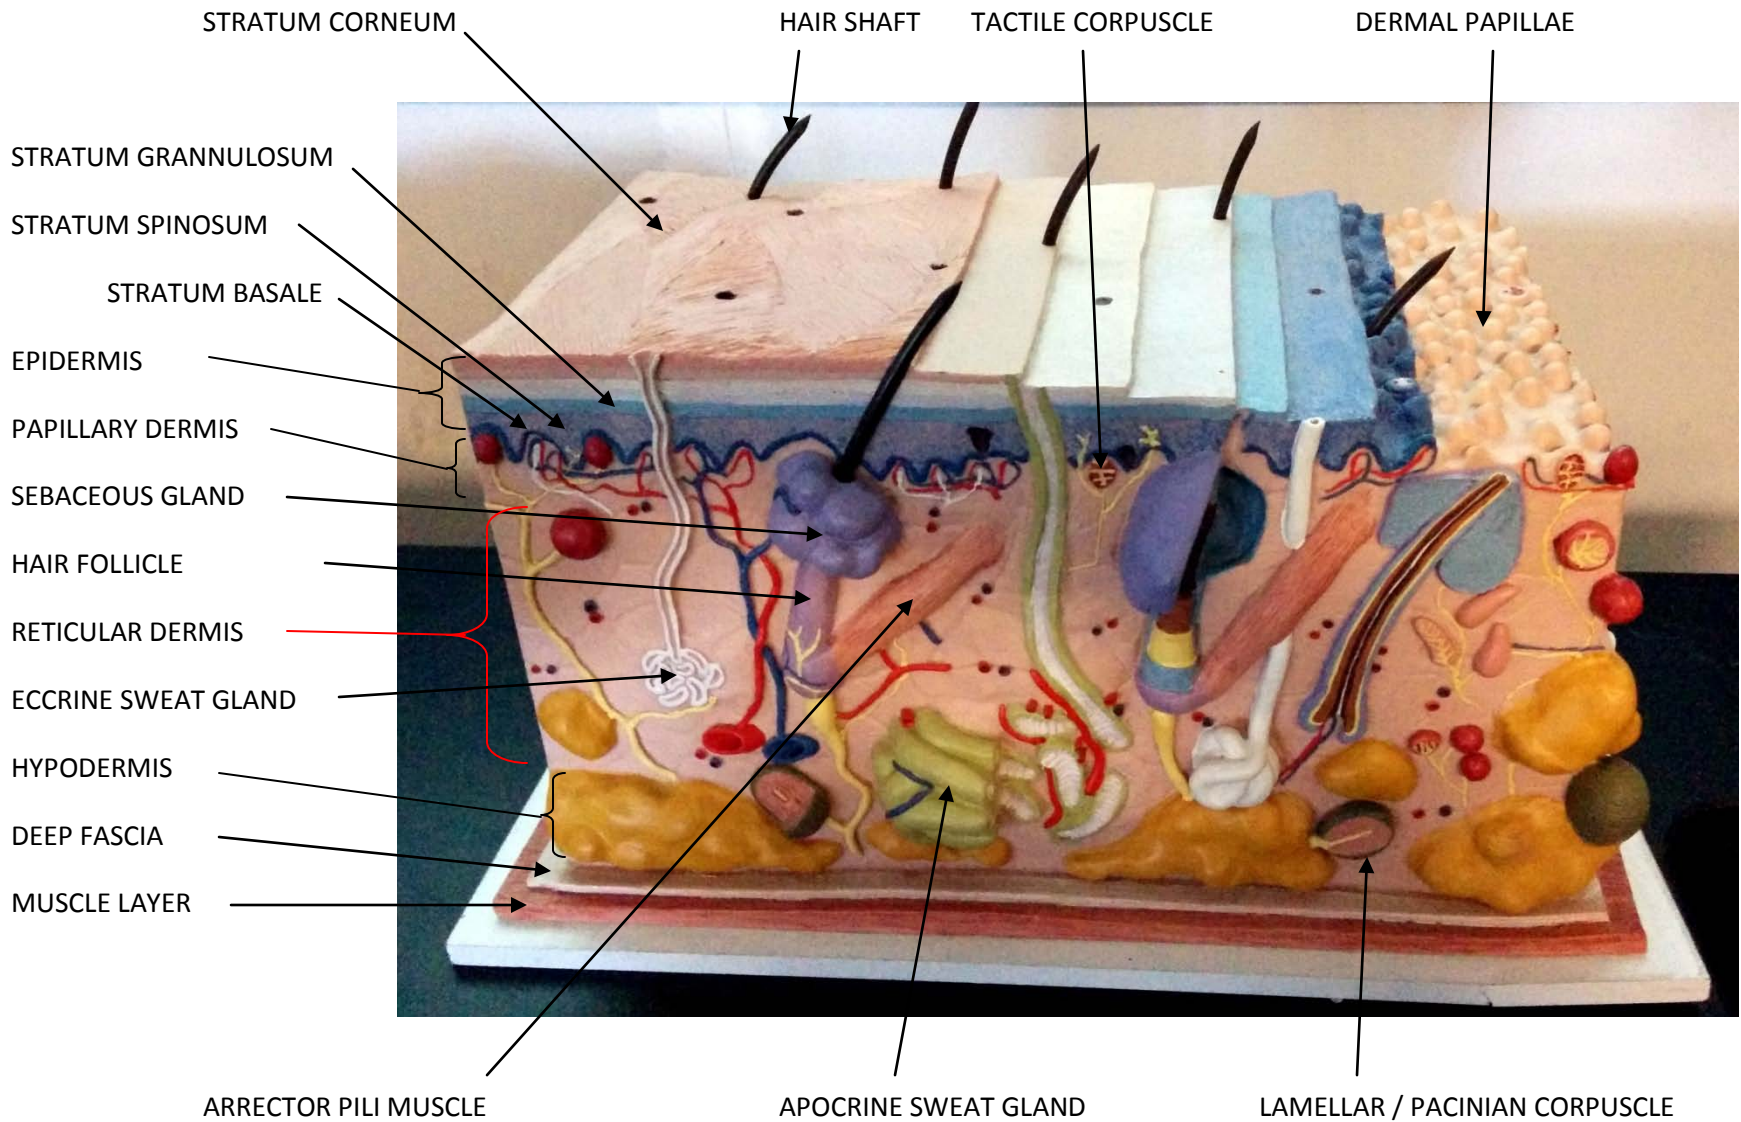 STRATUM CORNEUM
HAIR SHAFT
TACTILE CORPUSCLE
DERMAL PAPILLAE
STRATUM GRANNULOSUM
STRATUM SPINOSUM
STRATUM BASALE
EPIDERMIS
PAPILLARY DERMIS
SEBACEOUS GLAND
HAIR FOLLICLE
RETICULAR DERMIS
ECCRINE SWEAT GLAND
HYPODERMIS
DEEP FASCIA
MUSCLE LAYER
ARRECTOR PILI MUSCLE
APOCRINE SWEAT GLAND
LAMELLAR / PACINIAN CORPUSCLE